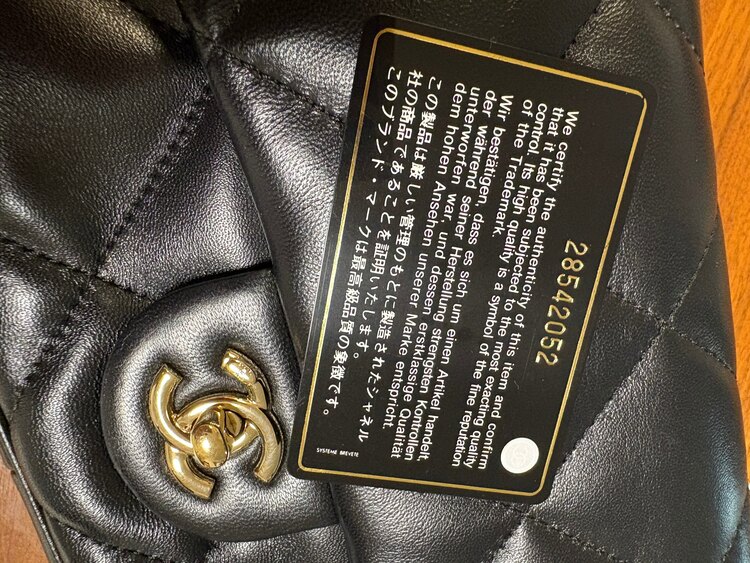 28542052
We certify the authenticity of this item and confirm
that it has been subjected to the most exacting quality
control. Its high quality is a symbol of the fine reputation
of the Trademark.
Wir bestätigen, dass es sich um einen Artikel handelt,
der während seiner Herstellung strengsten Kontrollen
unterworfen war, und dessen erstklassige Qualität
dem hohen Ansehen unserer Marke entspricht.
この製品は厳しい管理のもとに製造されたシャネル
社の商品であることを証明いたします。
このブランド・マークは最高級品質の象徴です。
SYSTEME BREVETE